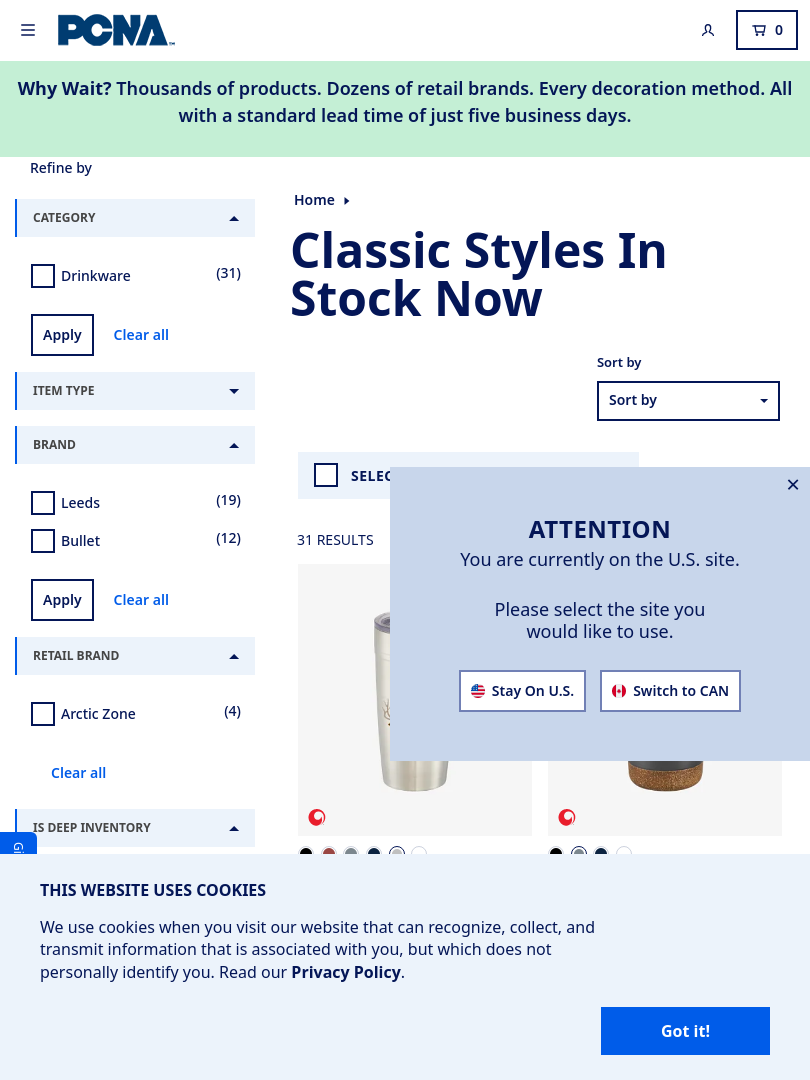 PCNA
0
Why Wait? Thousands of products. Dozens of retail brands. Every decoration method. All
with a standard lead time of just five business days.
Refine by
CATEGORY
Drinkware
(31)
Apply
Clear all
ITEM TYPE
BRAND
Leeds
(19)
Bullet
(12)
Apply
Clear all
RETAIL BRAND
Arctic Zone
(4)
Clear all
IS DEEP INVENTORY
Home
Classic Styles In
Stock Now
Sort by
Sort by
31 RESULTS
ATTENTION
You are currently on the U.S. site.
Please select the site you
would like to use.
Stay On U.S.
Switch to CAN
THIS WEBSITE USES COOKIES
We use cookies when you visit our website that can recognize, collect, and
transmit information that is associated with you, but which does not
personally identify you. Read our Privacy Policy.
Got it!